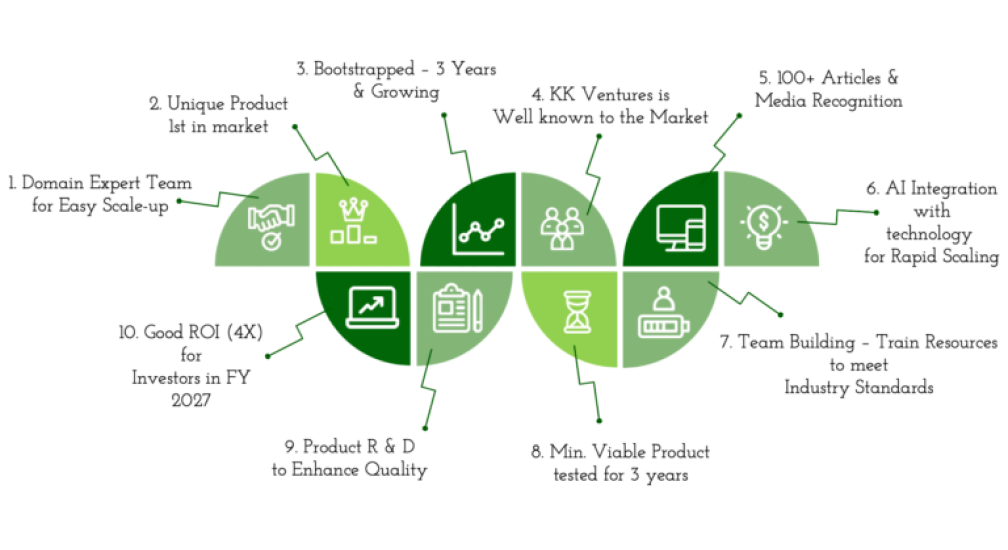 1. Domain Expert Team
for Easy Scale-up
2. Unique Product
1st in market
3. Bootstrapped – 3 Years
& Growing
4. KK Ventures is
Well known to the Market
5. 100+ Articles &
Media Recognition
6. AI Integration
with
technology
for Rapid Scaling
7. Team Building – Train Resources
to meet
Industry Standards
8. Min. Viable Product
tested for 3 years
9. Product R & D
to Enhance Quality
10. Good ROI (4X)
for
Investors in FY
2027